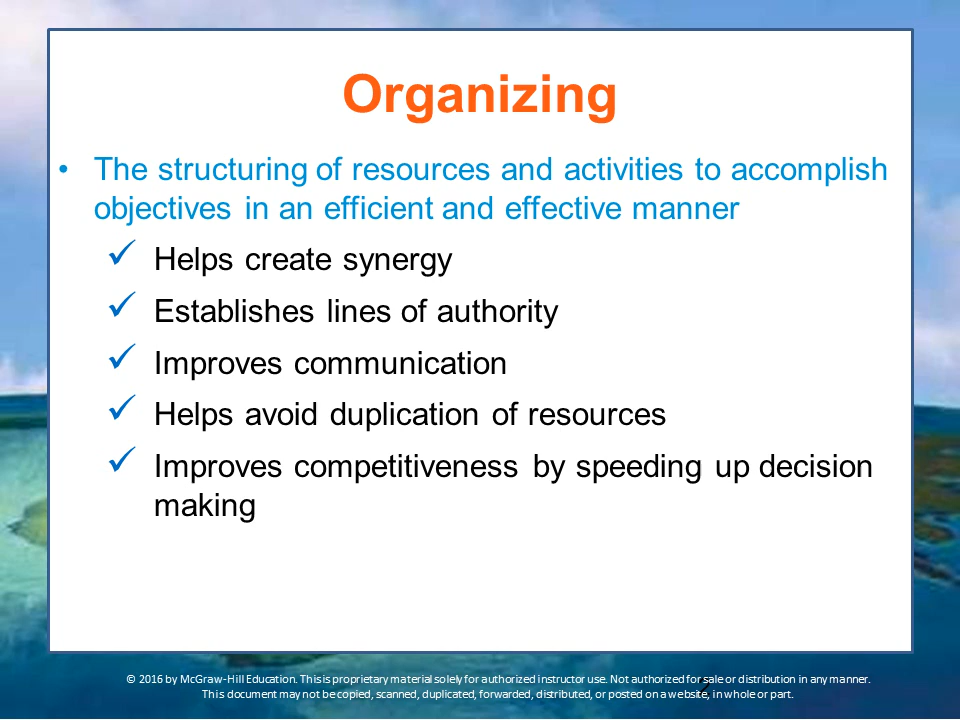 Organizing
• The structuring of resources and activities to accomplish
objectives in an efficient and effective manner
✓ Helps create synergy
✓ Establishes lines of authority
✓ Improves communication
✓ Helps avoid duplication of resources
✓ Improves competitiveness by speeding up decision
making
© 2016 by McGraw-Hill Education. This is proprietary material solely for authorized instructor use. Not authorized for sale or distribution in any manner.
This document may not be copied, scanned, duplicated, forwarded, distributed, or posted on a website, in whole or part.